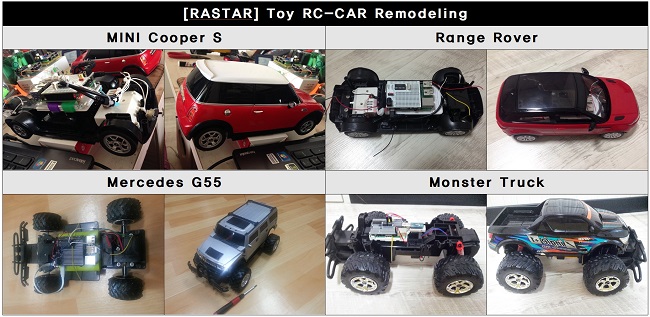 [RASTAR] Toy RC-CAR Remodeling
MINI Cooper S
Range Rover
Mercedes G55
Monster Truck